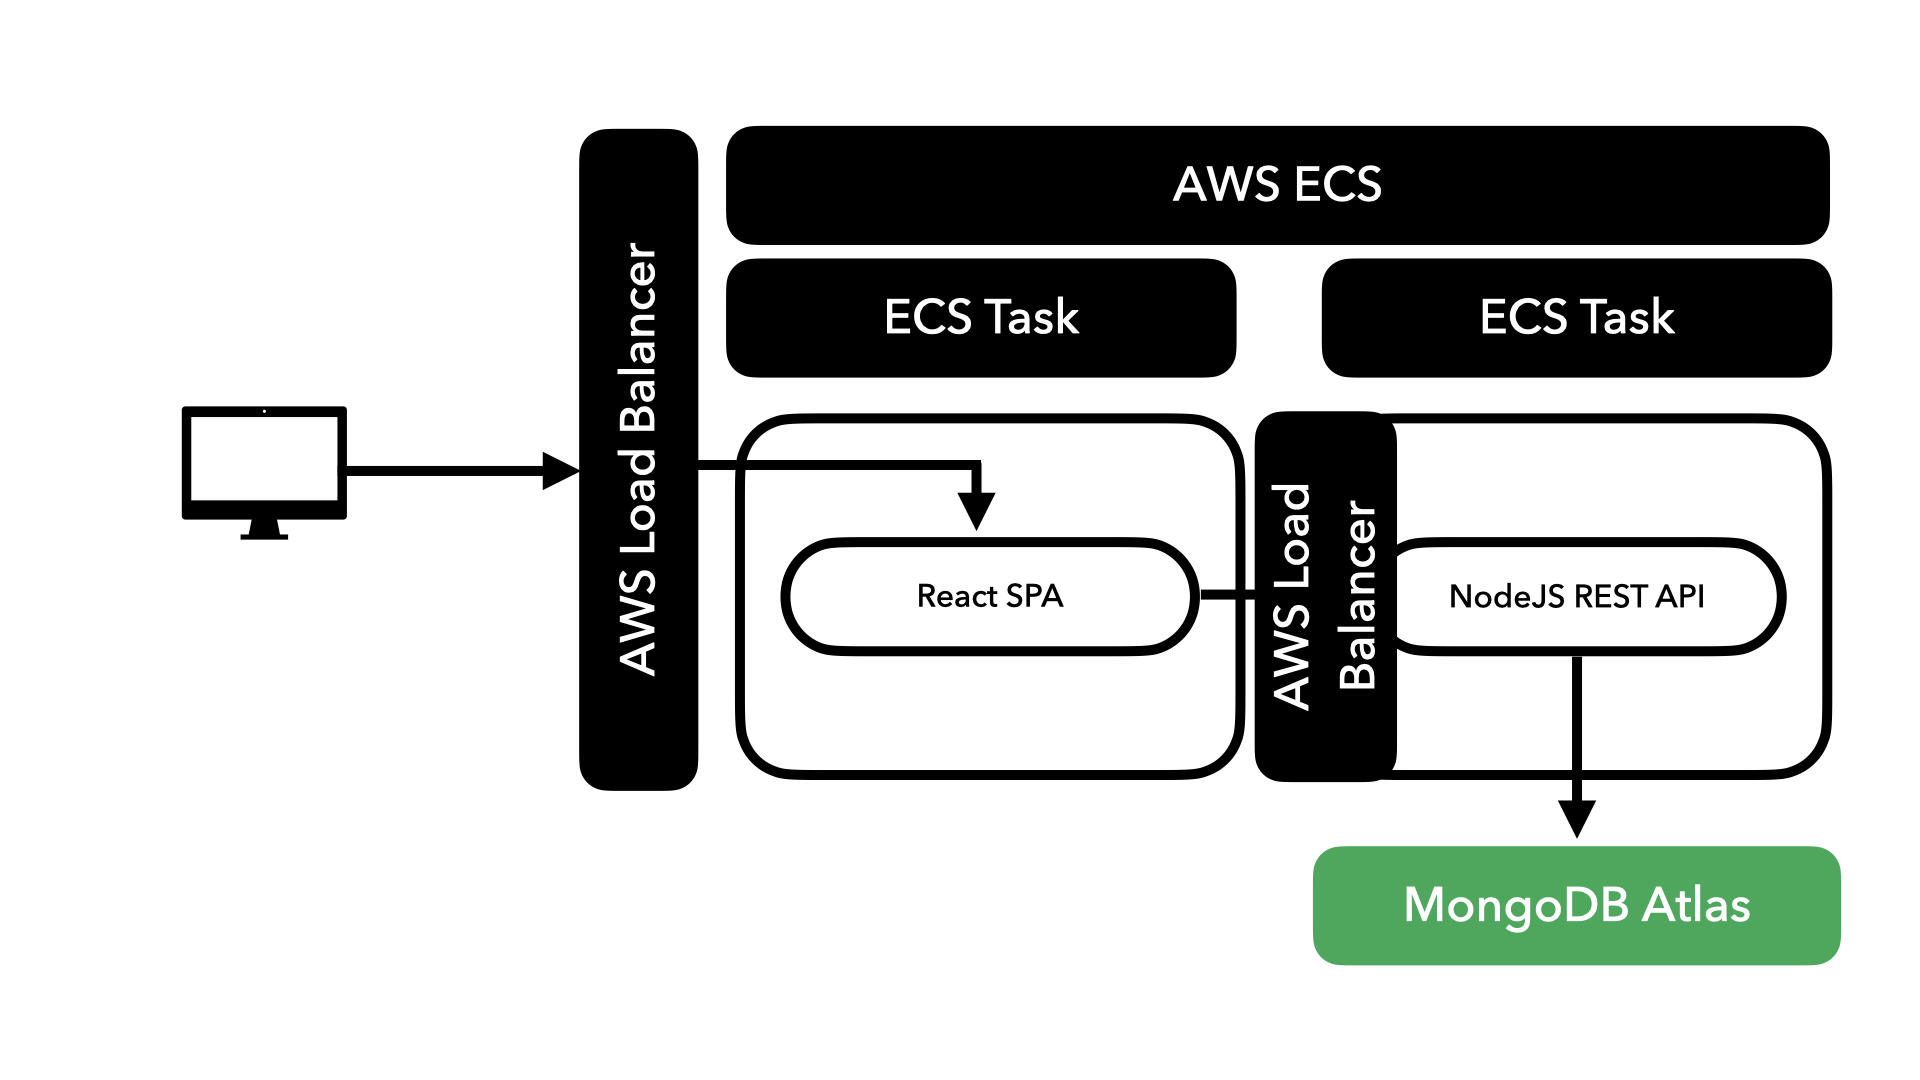 AWS Load Balancer
AWS ECS
ECS Task
ECS Task
React SPA
AWS Load
Balancer
NodeJS REST API
MongoDB Atlas